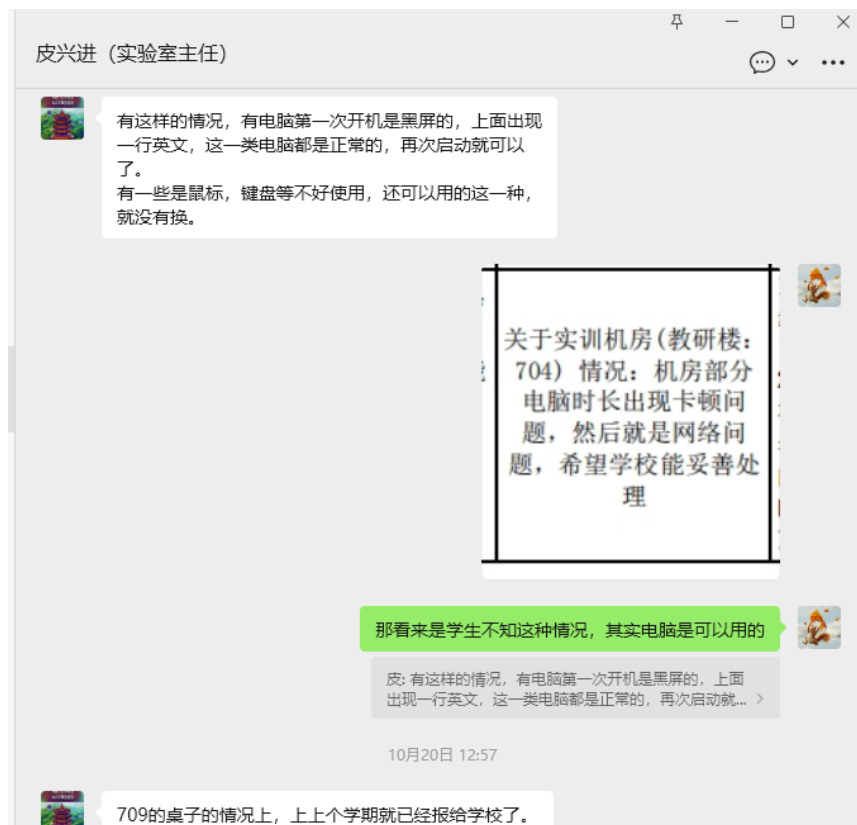 皮兴进（实验室主任）
有这样的情况，有电脑第一次开机是黑屏的，上面出现
一行英文，这一类电脑都是正常的，再次启动就可以
了。
有一些是鼠标，键盘等不好使用，还可以用的这一种，
就没有换。
关于实训机房(教研楼：
704) 情况：机房部分
电脑时长出现卡顿问
题，然后就是网络问
题，希望学校能妥善处
理
那看来是学生不知这种情况，其实电脑是可以用的
皮: 有这样的情况，有电脑第一次开机是黑屏的，上面
出现一行英文，这一类电脑都是正常的，再次启动就...
10月20日 12:57
709的桌子的情况上，上上个学期就已经报给学校了。